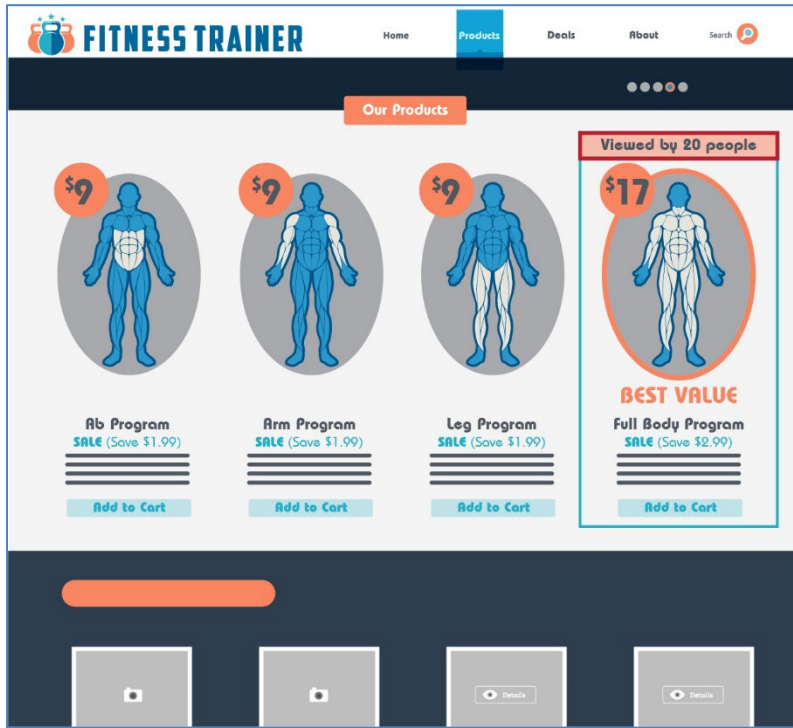 FITNESS TRAINER
Home Products Deals About Search
Our Products
Viewed by 20 people
$9 $9 $9 $17
BEST VALUE
Ab Program Arm Program Leg Program Full Body Program
SALE (Save $1.99) SALE (Save $1.99) SALE (Save $1.99) SALE (Save $2.99)
Add to Cart Add to Cart Add to Cart Add to Cart
Details Details